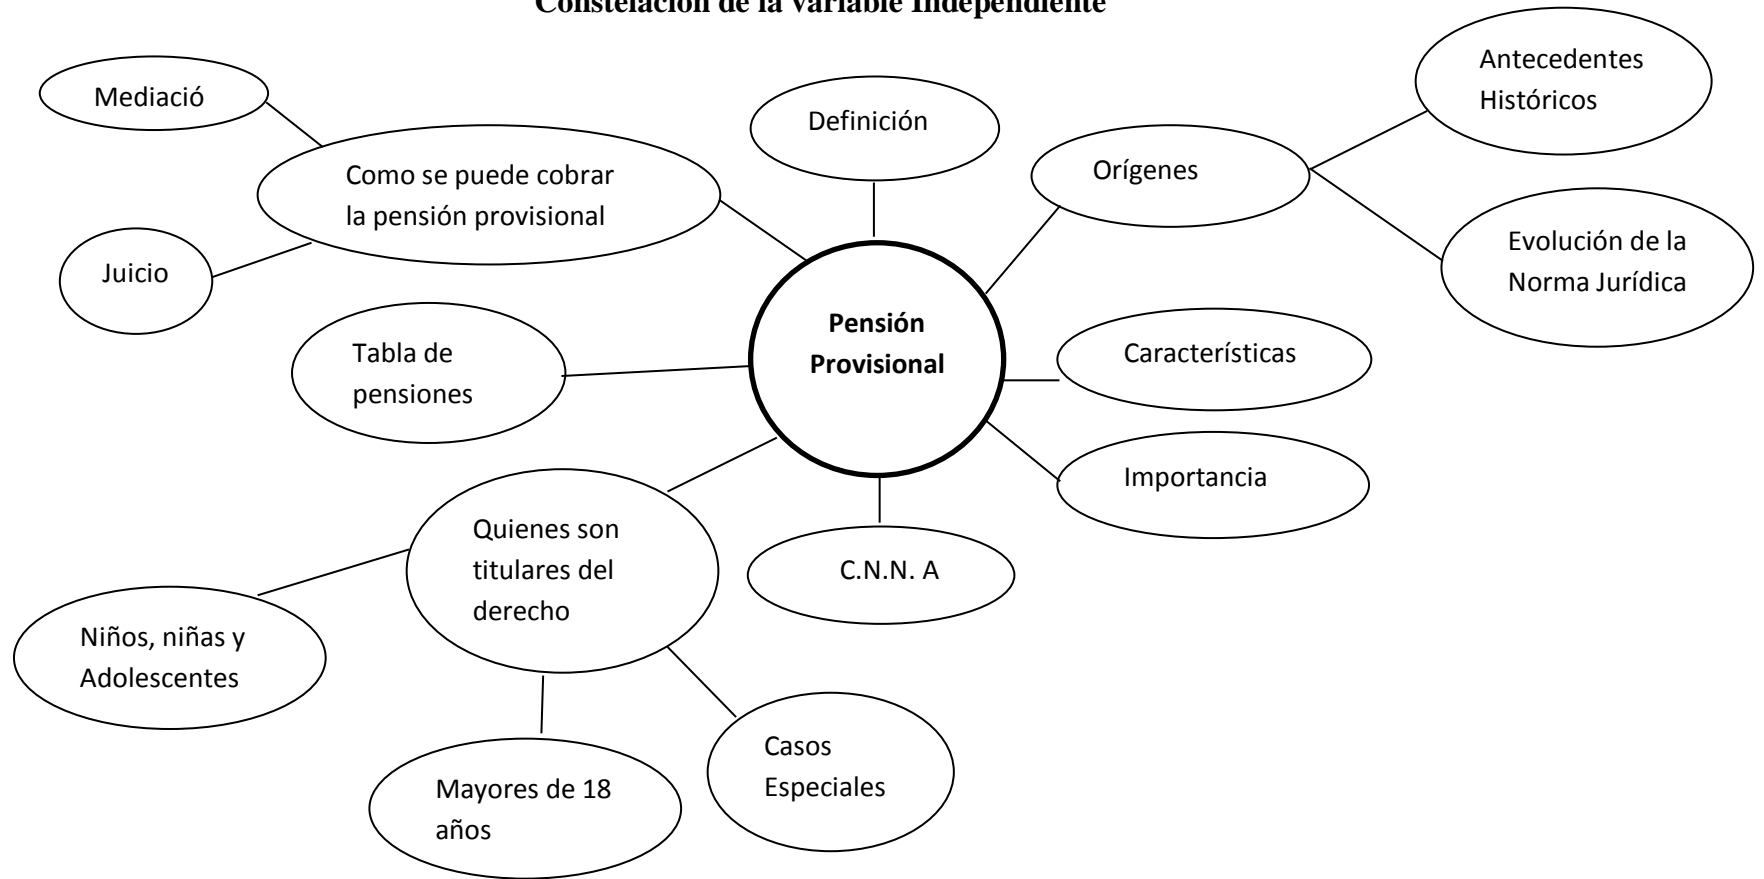 Constelación de la Variable Independiente
Mediació
Como se puede cobrar
la pensión provisional
Juicio
Definición
Orígenes
Antecedentes
Históricos
Evolución de la
Norma Jurídica
Pensión
Provisional
Tabla de
pensiones
Características
Importancia
Quienes son
titulares del
derecho
C.N.N. A
Niños, niñas y
Adolescentes
Mayores de 18
años
Casos
Especiales